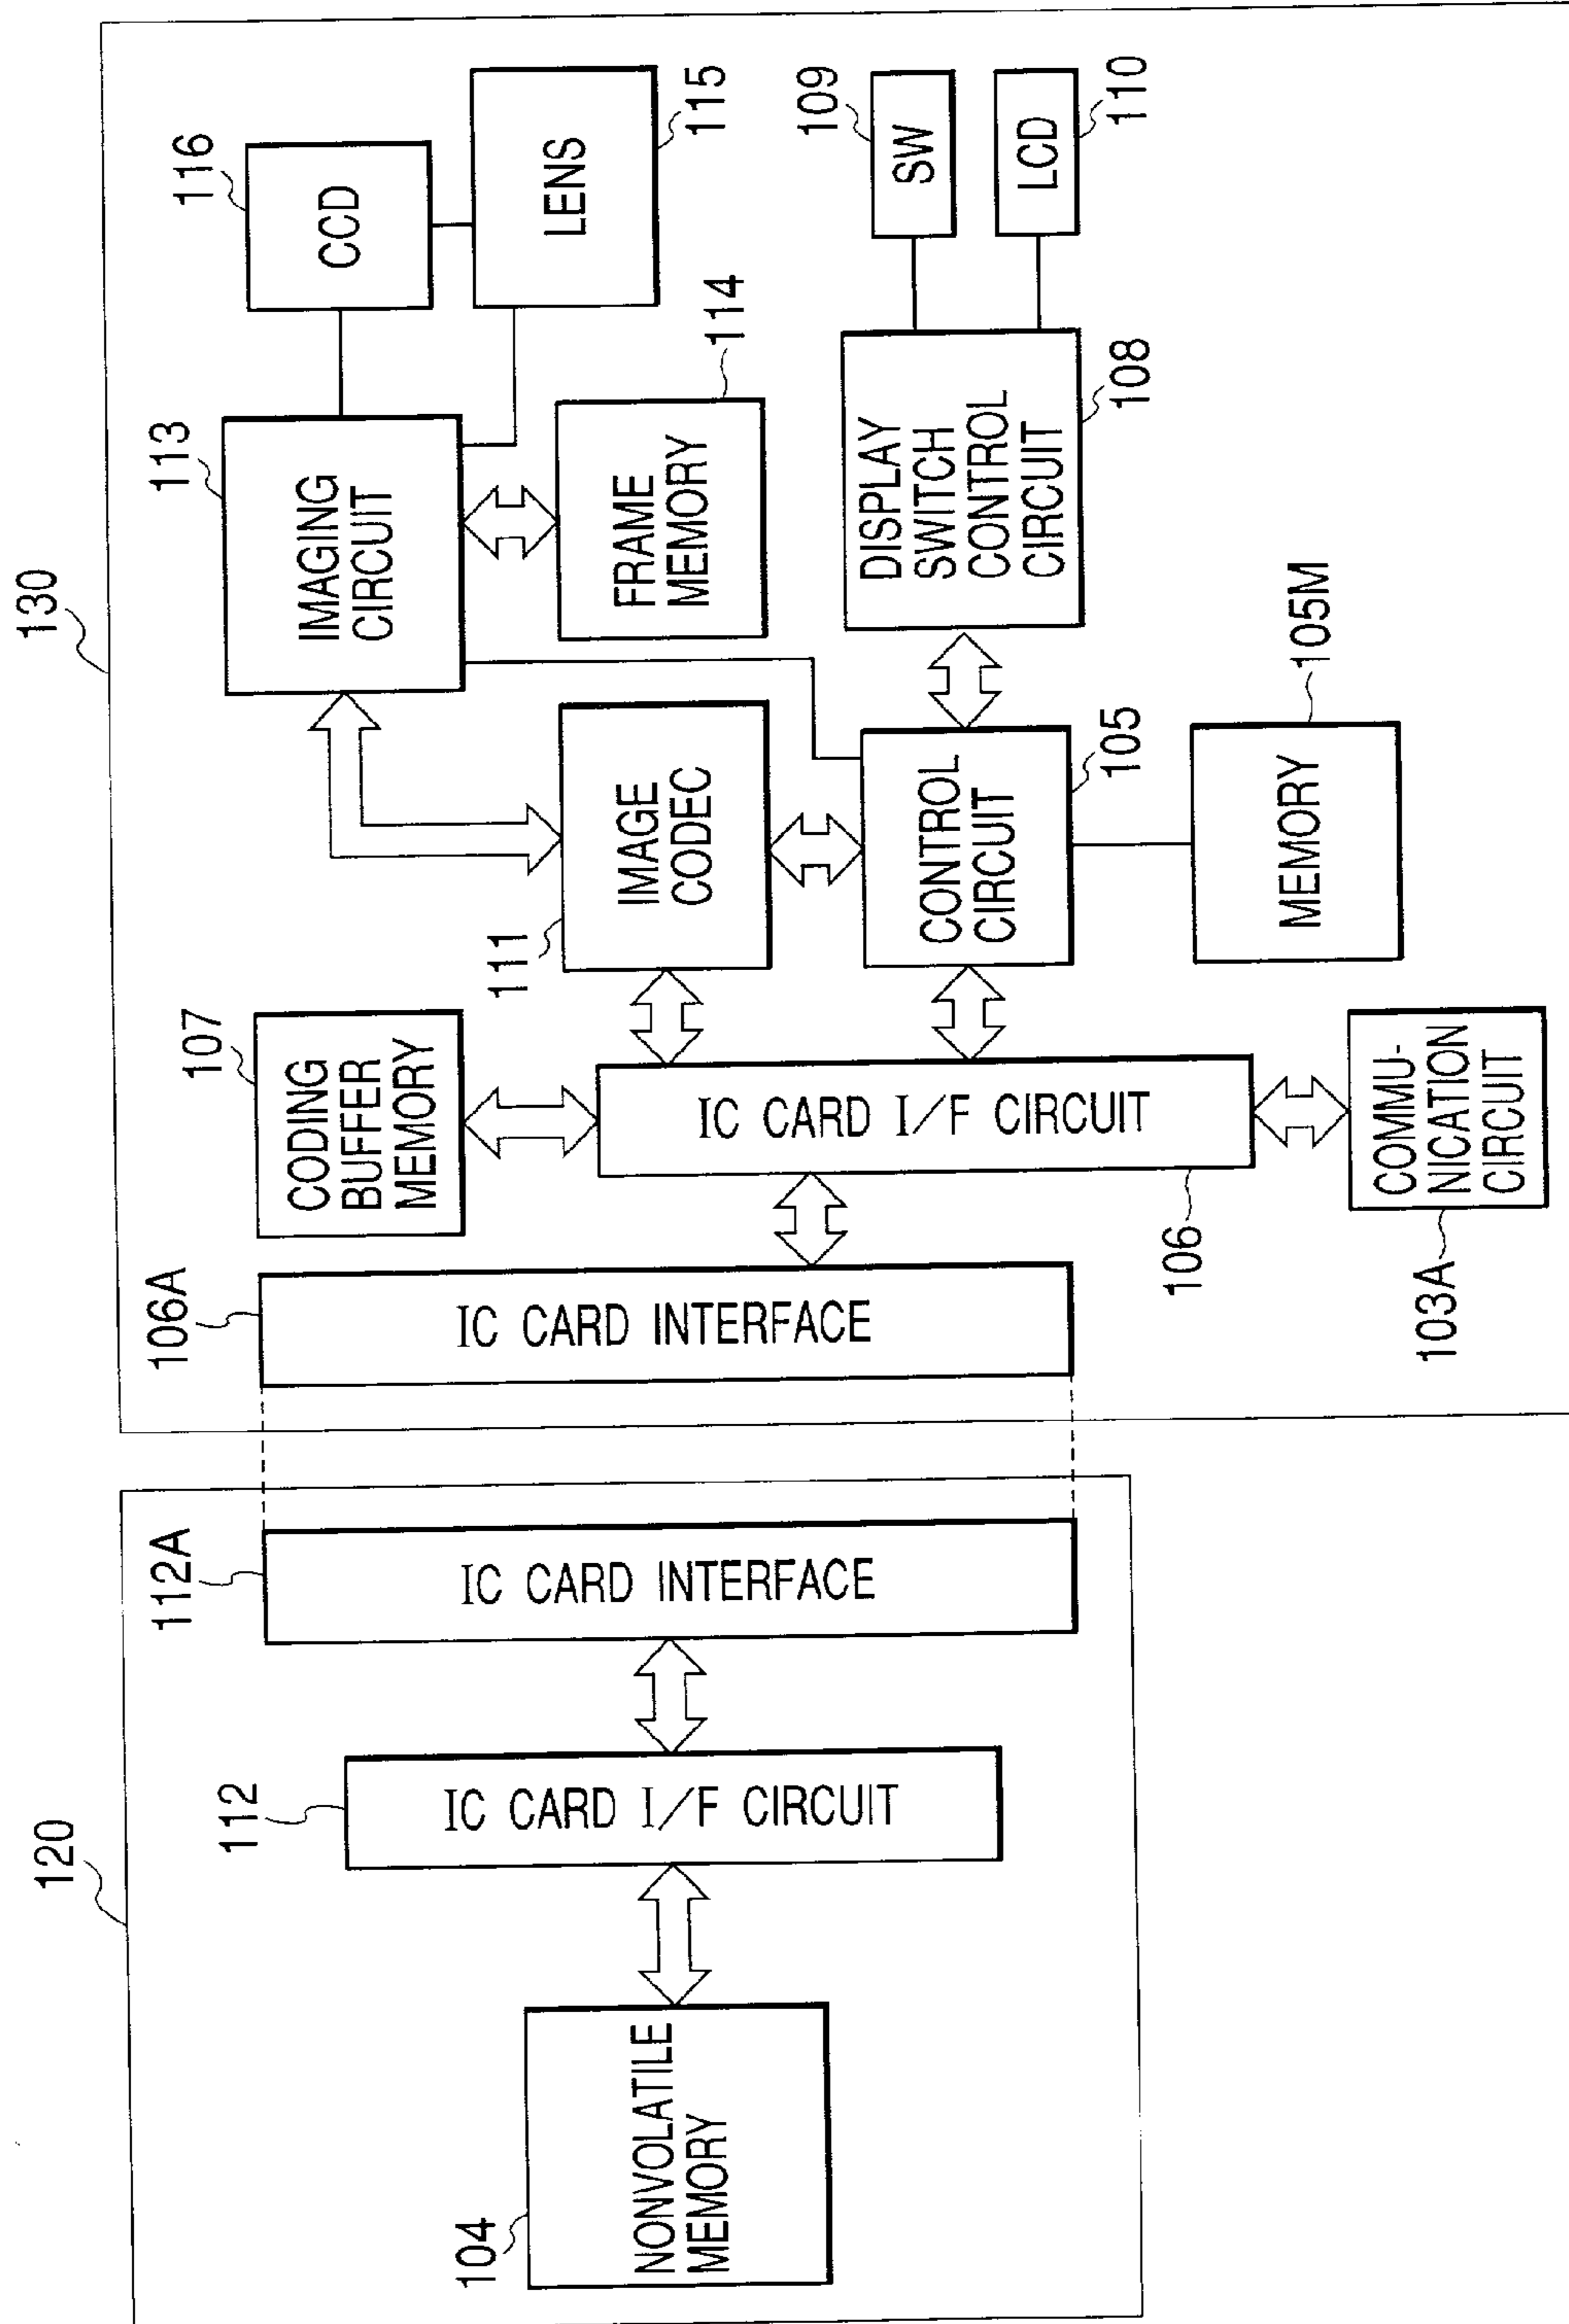 120
130
104
NONVOLATILE
MEMORY
112
IC CARD I/F CIRCUIT
112A
IC CARD INTERFACE
106A
IC CARD INTERFACE
107
CODING
BUFFER
MEMORY
IC CARD I/F CIRCUIT
106
COMMU-
NICATION
CIRCUIT
103A
111
IMAGE
CODEC
CONTROL
CIRCUIT
105
MEMORY
105M
113
IMAGING
CIRCUIT
FRAME
MEMORY
114
DISPLAY
SWITCH
CONTROL
CIRCUIT
108
116
CCD
LENS
115
109
SW
LCD
110